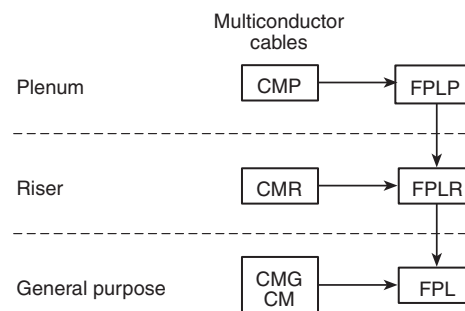 Multiconductor
cables
Plenum CMP FPLP
Riser CMR FPLR
General purpose CMG
CM FPL